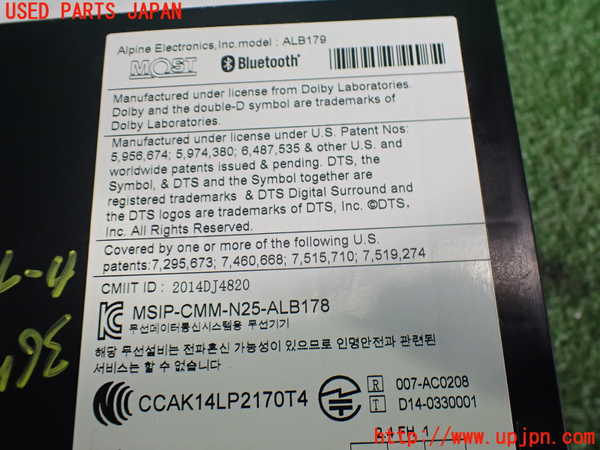 USED PARTS JAPAN
Alpine Electronics,Inc.model : ALB179
MOST Bluetooth®
Manufactured under license from Dolby Laboratories.
Dolby and the double-D symbol are trademarks of
Dolby Laboratories.
Manufactured under license under U.S. Patent Nos:
5,956,674; 5,974,380; 6,487,535 & other U.S. and
worldwide patents issued & pending. DTS, the
Symbol, & DTS and the Symbol together are
registered trademarks & DTS Digital Surround and
the DTS logos are trademarks of DTS, Inc. ©DTS,
Inc. All Rights Reserved.
Covered by one or more of the following U.S.
patents:7,295,673; 7,460,668; 7,515,710; 7,519,274
CMIIT ID : 2014DJ4820
MSIP-CMM-N25-ALB178
무선데이터통신시스템용 무선기기
해당 무선설비는 전파혼신 가능성이 있으므로 인명안전과 관련된
서비스는 할 수 없습니다
CCAK14LP2170T4
R 007-AC0208
T D14-0330001
http://www.upjpn.com/